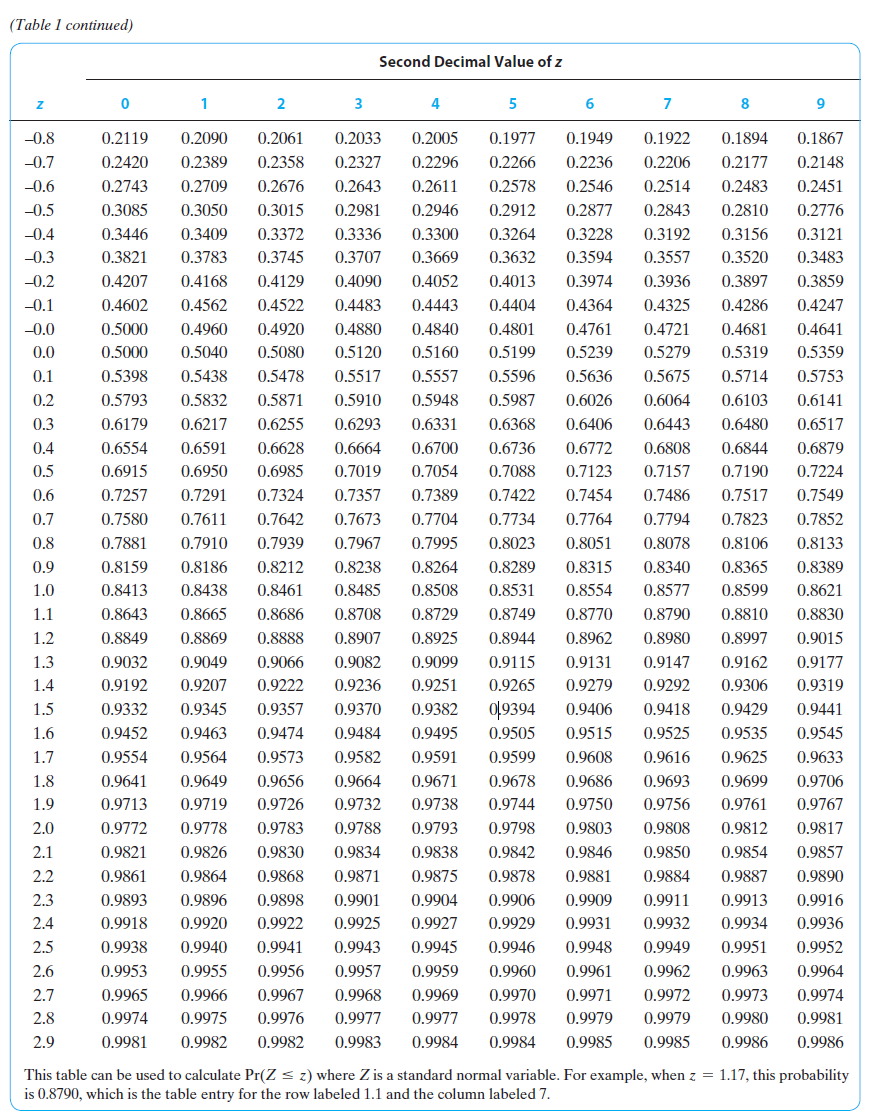 (Table 1 continued)
Second Decimal Value of z
z 0 1 2 3 4 5 6 7 8 9
–0.8 0.2119 0.2090 0.2061 0.2033 0.2005 0.1977 0.1949 0.1922 0.1894 0.1867
–0.7 0.2420 0.2389 0.2358 0.2327 0.2296 0.2266 0.2236 0.2206 0.2177 0.2148
–0.6 0.2743 0.2709 0.2676 0.2643 0.2611 0.2578 0.2546 0.2514 0.2483 0.2451
–0.5 0.3085 0.3050 0.3015 0.2981 0.2946 0.2912 0.2877 0.2843 0.2810 0.2776
–0.4 0.3446 0.3409 0.3372 0.3336 0.3300 0.3264 0.3228 0.3192 0.3156 0.3121
–0.3 0.3821 0.3783 0.3745 0.3707 0.3669 0.3632 0.3594 0.3557 0.3520 0.3483
–0.2 0.4207 0.4168 0.4129 0.4090 0.4052 0.4013 0.3974 0.3936 0.3897 0.3859
–0.1 0.4602 0.4562 0.4522 0.4483 0.4443 0.4404 0.4364 0.4325 0.4286 0.4247
–0.0 0.5000 0.4960 0.4920 0.4880 0.4840 0.4801 0.4761 0.4721 0.4681 0.4641
0.0 0.5000 0.5040 0.5080 0.5120 0.5160 0.5199 0.5239 0.5279 0.5319 0.5359
0.1 0.5398 0.5438 0.5478 0.5517 0.5557 0.5596 0.5636 0.5675 0.5714 0.5753
0.2 0.5793 0.5832 0.5871 0.5910 0.5948 0.5987 0.6026 0.6064 0.6103 0.6141
0.3 0.6179 0.6217 0.6255 0.6293 0.6331 0.6368 0.6406 0.6443 0.6480 0.6517
0.4 0.6554 0.6591 0.6628 0.6664 0.6700 0.6736 0.6772 0.6808 0.6844 0.6879
0.5 0.6915 0.6950 0.6985 0.7019 0.7054 0.7088 0.7123 0.7157 0.7190 0.7224
0.6 0.7257 0.7291 0.7324 0.7357 0.7389 0.7422 0.7454 0.7486 0.7517 0.7549
0.7 0.7580 0.7611 0.7642 0.7673 0.7704 0.7734 0.7764 0.7794 0.7823 0.7852
0.8 0.7881 0.7910 0.7939 0.7967 0.7995 0.8023 0.8051 0.8078 0.8106 0.8133
0.9 0.8159 0.8186 0.8212 0.8238 0.8264 0.8289 0.8315 0.8340 0.8365 0.8389
1.0 0.8413 0.8438 0.8461 0.8485 0.8508 0.8531 0.8554 0.8577 0.8599 0.8621
1.1 0.8643 0.8665 0.8686 0.8708 0.8729 0.8749 0.8770 0.8790 0.8810 0.8830
1.2 0.8849 0.8869 0.8888 0.8907 0.8925 0.8944 0.8962 0.8980 0.8997 0.9015
1.3 0.9032 0.9049 0.9066 0.9082 0.9099 0.9115 0.9131 0.9147 0.9162 0.9177
1.4 0.9192 0.9207 0.9222 0.9236 0.9251 0.9265 0.9279 0.9292 0.9306 0.9319
1.5 0.9332 0.9345 0.9357 0.9370 0.9382 0.9394 0.9406 0.9418 0.9429 0.9441
1.6 0.9452 0.9463 0.9474 0.9484 0.9495 0.9505 0.9515 0.9525 0.9535 0.9545
1.7 0.9554 0.9564 0.9573 0.9582 0.9591 0.9599 0.9608 0.9616 0.9625 0.9633
1.8 0.9641 0.9649 0.9656 0.9664 0.9671 0.9678 0.9686 0.9693 0.9699 0.9706
1.9 0.9713 0.9719 0.9726 0.9732 0.9738 0.9744 0.9750 0.9756 0.9761 0.9767
2.0 0.9772 0.9778 0.9783 0.9788 0.9793 0.9798 0.9803 0.9808 0.9812 0.9817
2.1 0.9821 0.9826 0.9830 0.9834 0.9838 0.9842 0.9846 0.9850 0.9854 0.9857
2.2 0.9861 0.9864 0.9868 0.9871 0.9875 0.9878 0.9881 0.9884 0.9887 0.9890
2.3 0.9893 0.9896 0.9898 0.9901 0.9904 0.9906 0.9909 0.9911 0.9913 0.9916
2.4 0.9918 0.9920 0.9922 0.9925 0.9927 0.9929 0.9931 0.9932 0.9934 0.9936
2.5 0.9938 0.9940 0.9941 0.9943 0.9945 0.9946 0.9948 0.9949 0.9951 0.9952
2.6 0.9953 0.9955 0.9956 0.9957 0.9959 0.9960 0.9961 0.9962 0.9963 0.9964
2.7 0.9965 0.9966 0.9967 0.9968 0.9969 0.9970 0.9971 0.9972 0.9973 0.9974
2.8 0.9974 0.9975 0.9976 0.9977 0.9977 0.9978 0.9979 0.9979 0.9980 0.9981
2.9 0.9981 0.9982 0.9982 0.9983 0.9984 0.9984 0.9985 0.9985 0.9986 0.9986
This table can be used to calculate Pr(Z ≤ z) where Z is a standard normal variable. For example, when z = 1.17, this probability
is 0.8790, which is the table entry for the row labeled 1.1 and the column labeled 7.